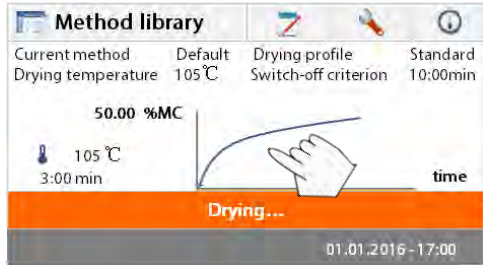 Method library
Current method Default Drying profile Standard
Drying temperature 105℃ Switch-off criterion 10:00min
50.00 %MC
105 ℃
3:00 min
time
Drying...
01.01.2016 - 17:00